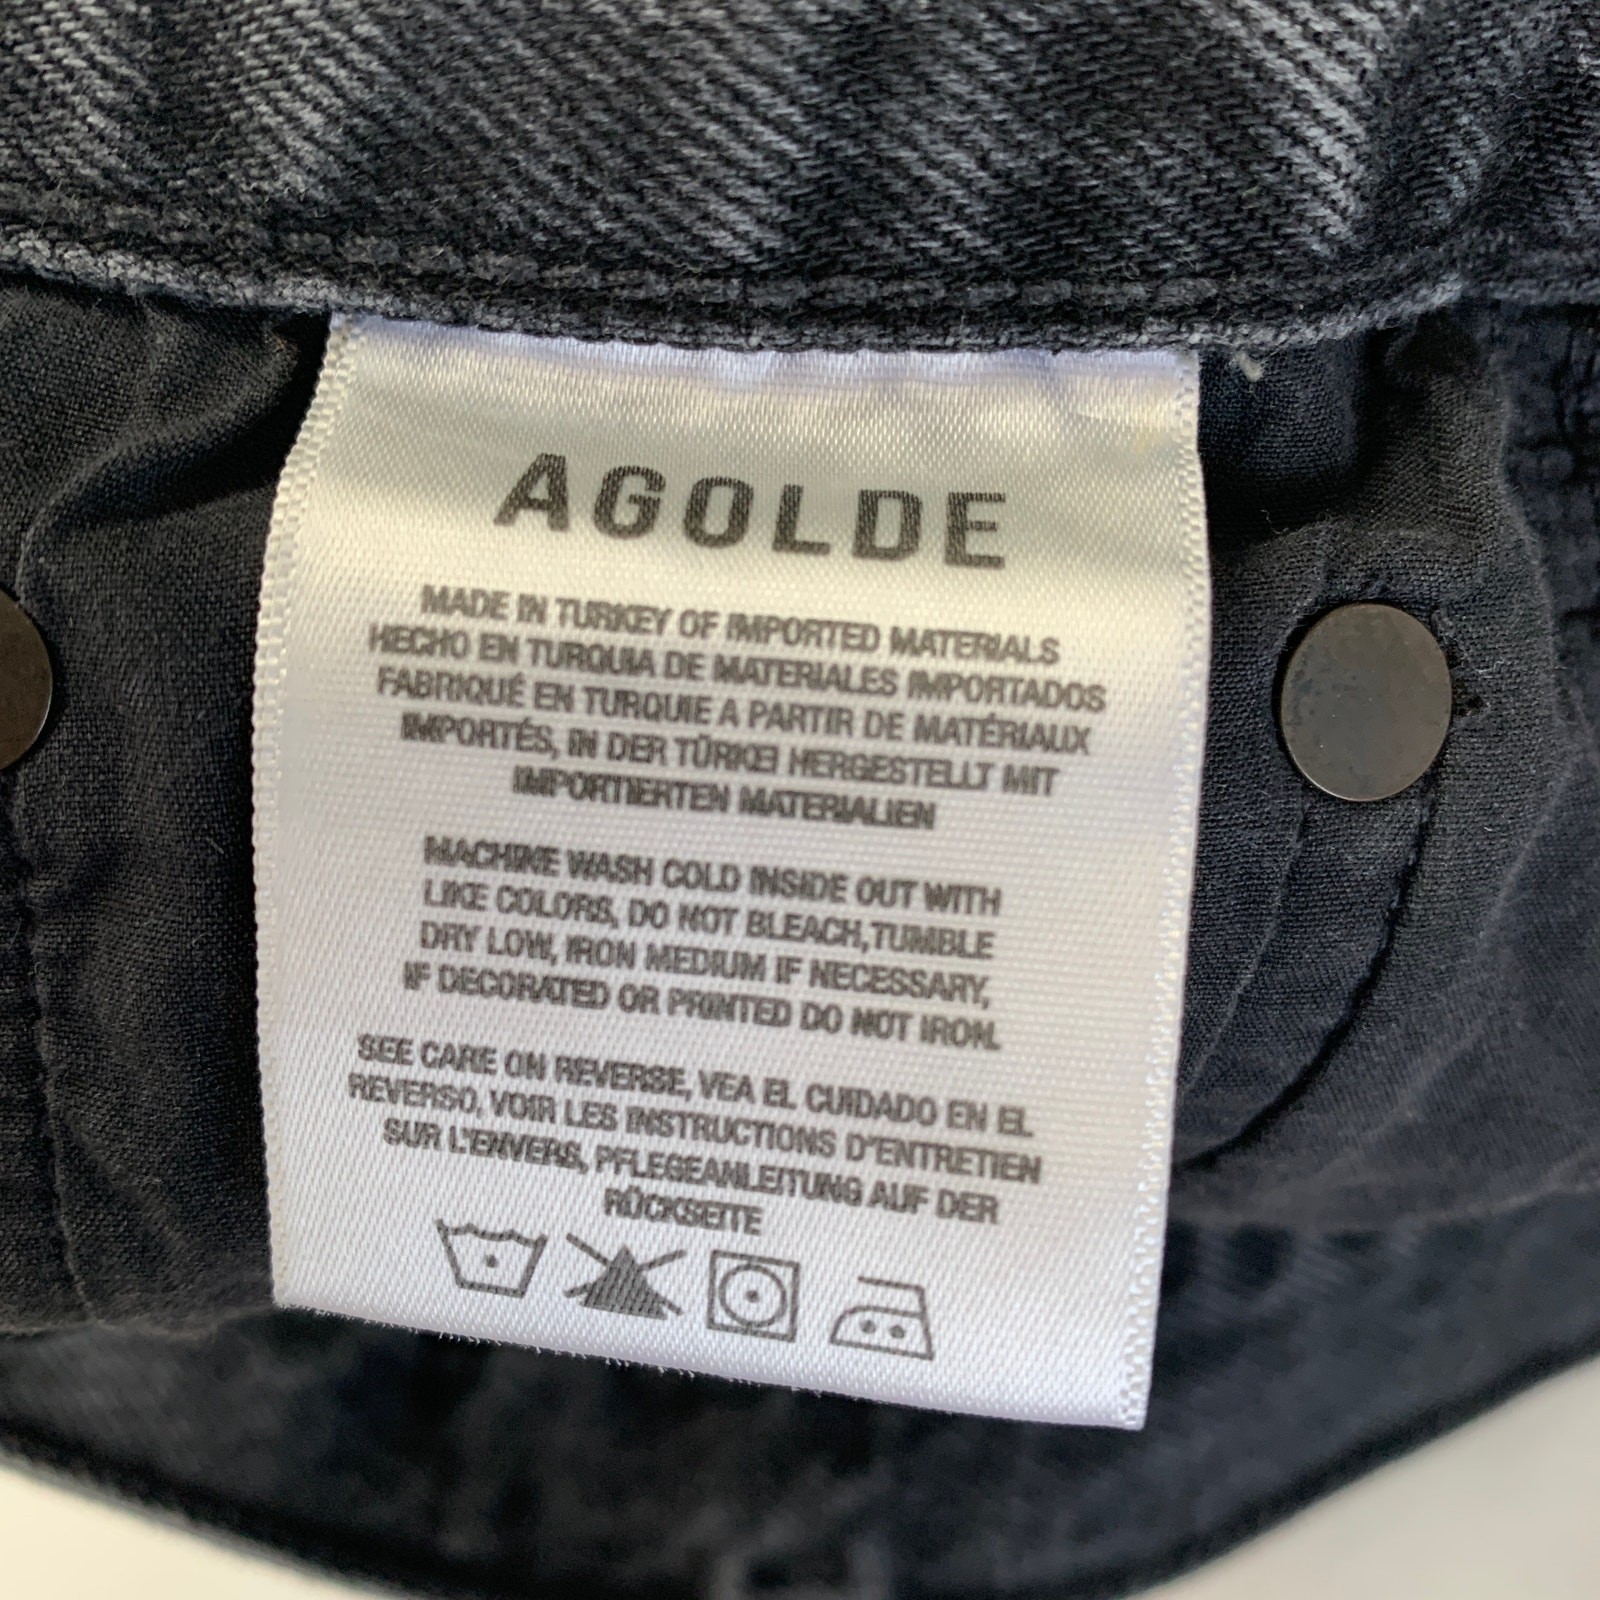 AGOLDE
MADE IN TURKEY OF IMPORTED MATERIALS
HECHO EN TURQUIA DE MATERIALES IMPORTADOS
FABRIQUÉ EN TURQUIE A PARTIR DE MATÉRIAUX
IMPORTÉS, IN DER TÜRKEI HERGESTELLT MIT
IMPORTIERTEN MATERIALIEN
MACHINE WASH COLD INSIDE OUT WITH
LIKE COLORS, DO NOT BLEACH,TUMBLE
DRY LOW, IRON MEDIUM IF NECESSARY,
IF DECORATED OR PRINTED DO NOT IRON.
SEE CARE ON REVERSE, VEA EL CUIDADO EN EL
REVERSO, VOIR LES INSTRUCTIONS D'ENTRETIEN
SUR L'ENVERS, PFLEGEANLEITUNG AUF DER
RÜCKSEITE